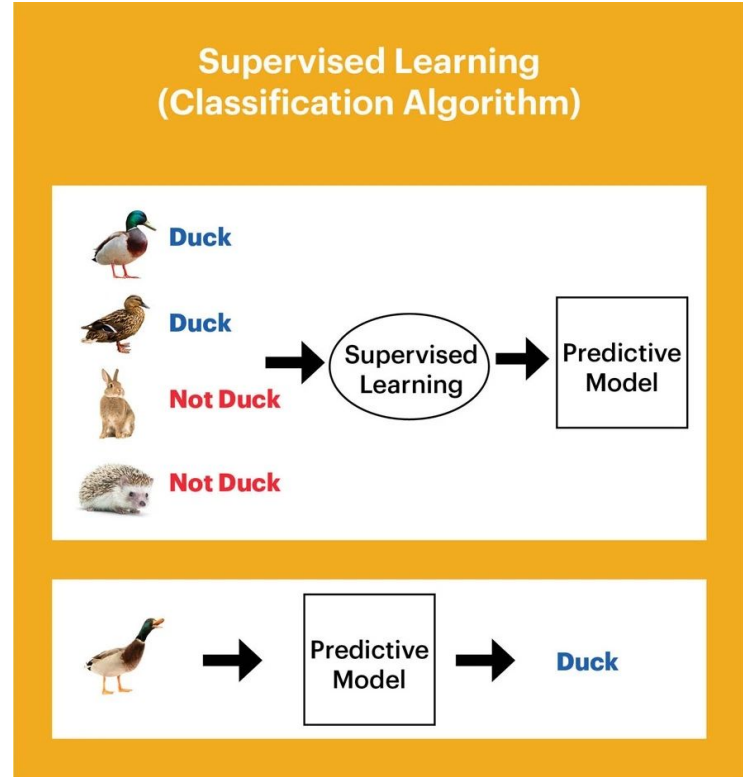 Supervised Learning
(Classification Algorithm)
Duck
Duck
Not Duck
Not Duck
Supervised
Learning
Predictive
Model
Predictive
Model
Duck